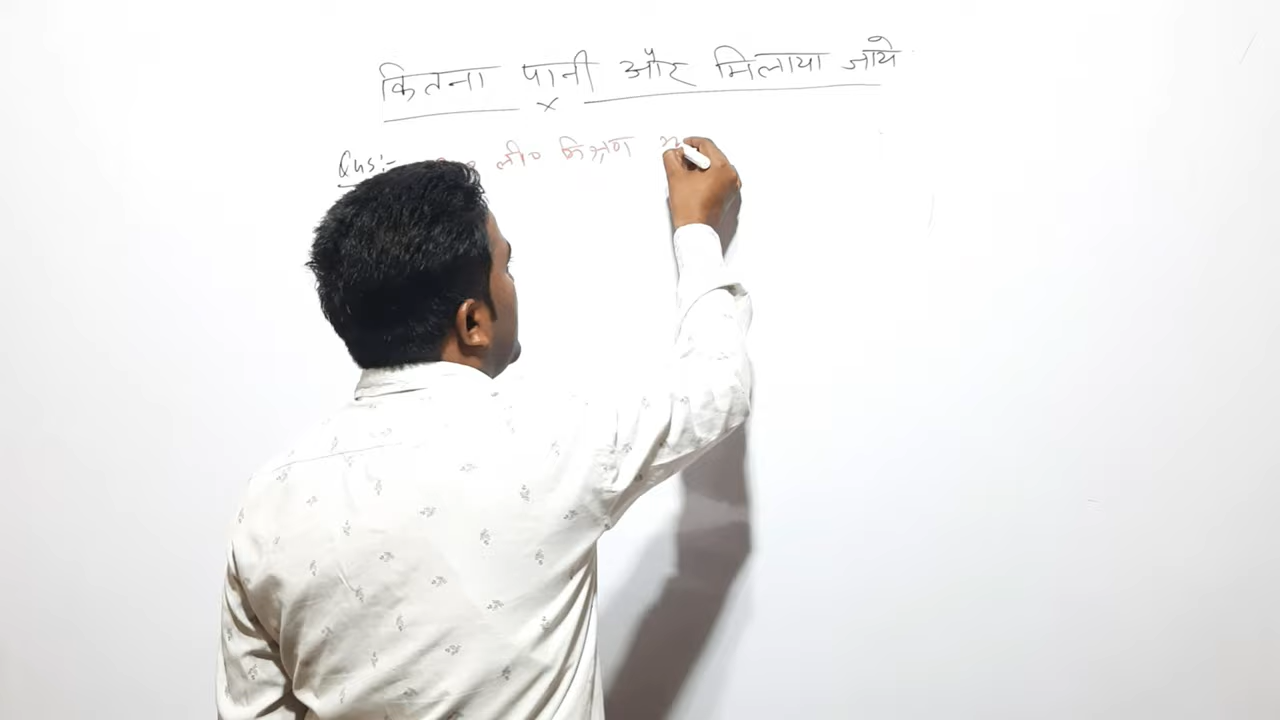 कितना पानी और मिलाया जाये
Qus:- ली० मिश्रण